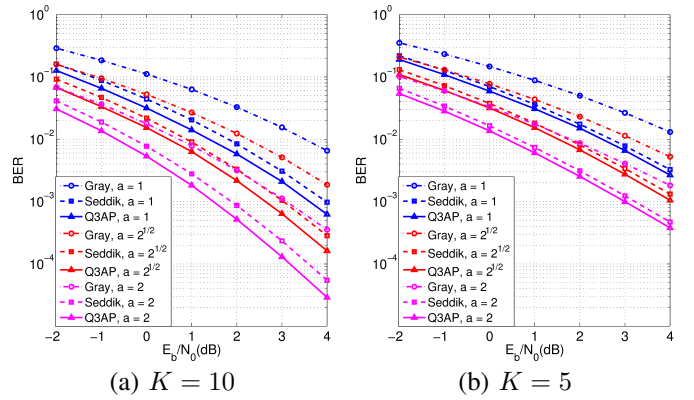 10^0
10^-1
10^-2
10^-3
10^-4
BER
-2 -1 0 1 2 3 4
E_b/N_0(dB)
Gray, a = 1
Seddik, a = 1
Q3AP, a = 1
Gray, a = 2^1/2
Seddik, a = 2^1/2
Q3AP, a = 2^1/2
Gray, a = 2
Seddik, a = 2
Q3AP, a = 2
(a) K = 10
10^0
10^-1
10^-2
10^-3
10^-4
BER
-2 -1 0 1 2 3 4
E_b/N_0(dB)
Gray, a = 1
Seddik, a = 1
Q3AP, a = 1
Gray, a = 2^1/2
Seddik, a = 2^1/2
Q3AP, a = 2^1/2
Gray, a = 2
Seddik, a = 2
Q3AP, a = 2
(b) K = 5